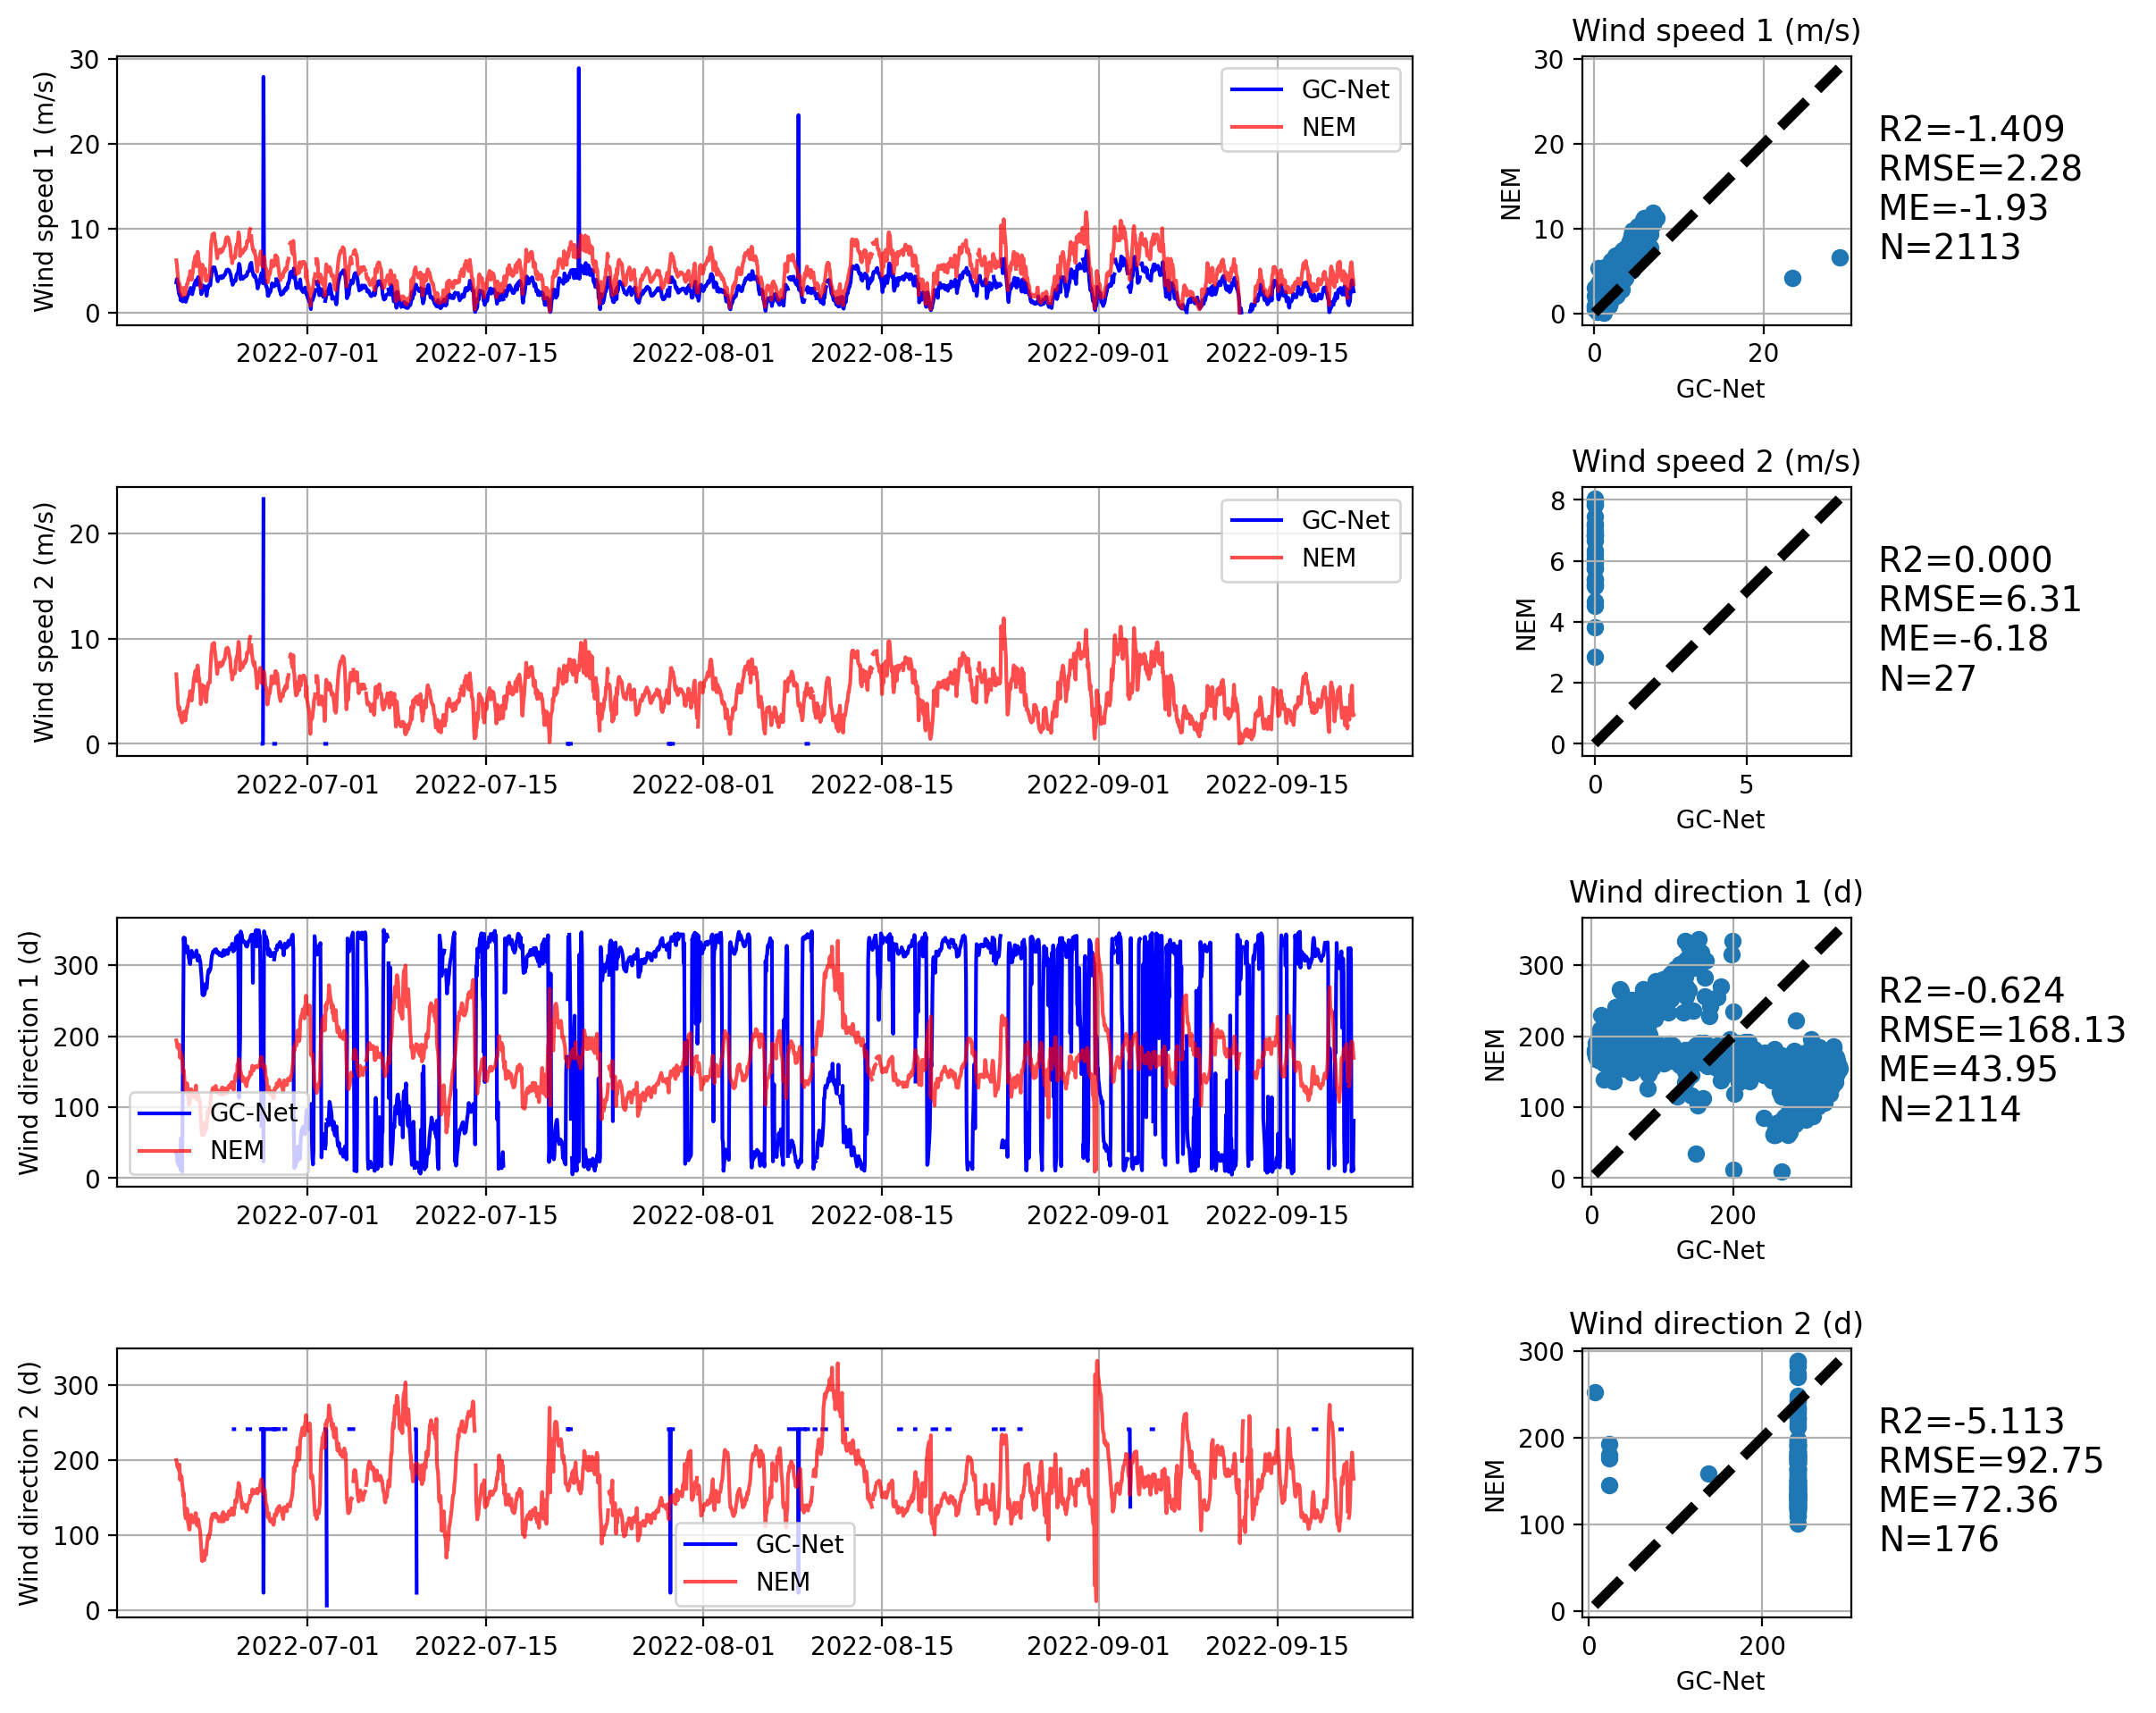 Wind speed 1 (m/s)
30
20
10
0
GC-Net
NEM
2022-07-01 2022-07-15 2022-08-01 2022-08-15 2022-09-01 2022-09-15
Wind speed 1 (m/s)
NEM
30
20
10
0
0 20
GC-Net
R2=-1.409
RMSE=2.28
ME=-1.93
N=2113
Wind speed 2 (m/s)
20
10
0
GC-Net
NEM
2022-07-01 2022-07-15 2022-08-01 2022-08-15 2022-09-01 2022-09-15
Wind speed 2 (m/s)
NEM
8
6
4
2
0
0 5
GC-Net
R2=0.000
RMSE=6.31
ME=-6.18
N=27
Wind direction 1 (d)
300
200
100
0
GC-Net
NEM
2022-07-01 2022-07-15 2022-08-01 2022-08-15 2022-09-01 2022-09-15
Wind direction 1 (d)
NEM
300
200
100
0
0 200
GC-Net
R2=-0.624
RMSE=168.13
ME=43.95
N=2114
Wind direction 2 (d)
300
200
100
0
GC-Net
NEM
2022-07-01 2022-07-15 2022-08-01 2022-08-15 2022-09-01 2022-09-15
Wind direction 2 (d)
NEM
300
200
100
0
0 200
GC-Net
R2=-5.113
RMSE=92.75
ME=72.36
N=176